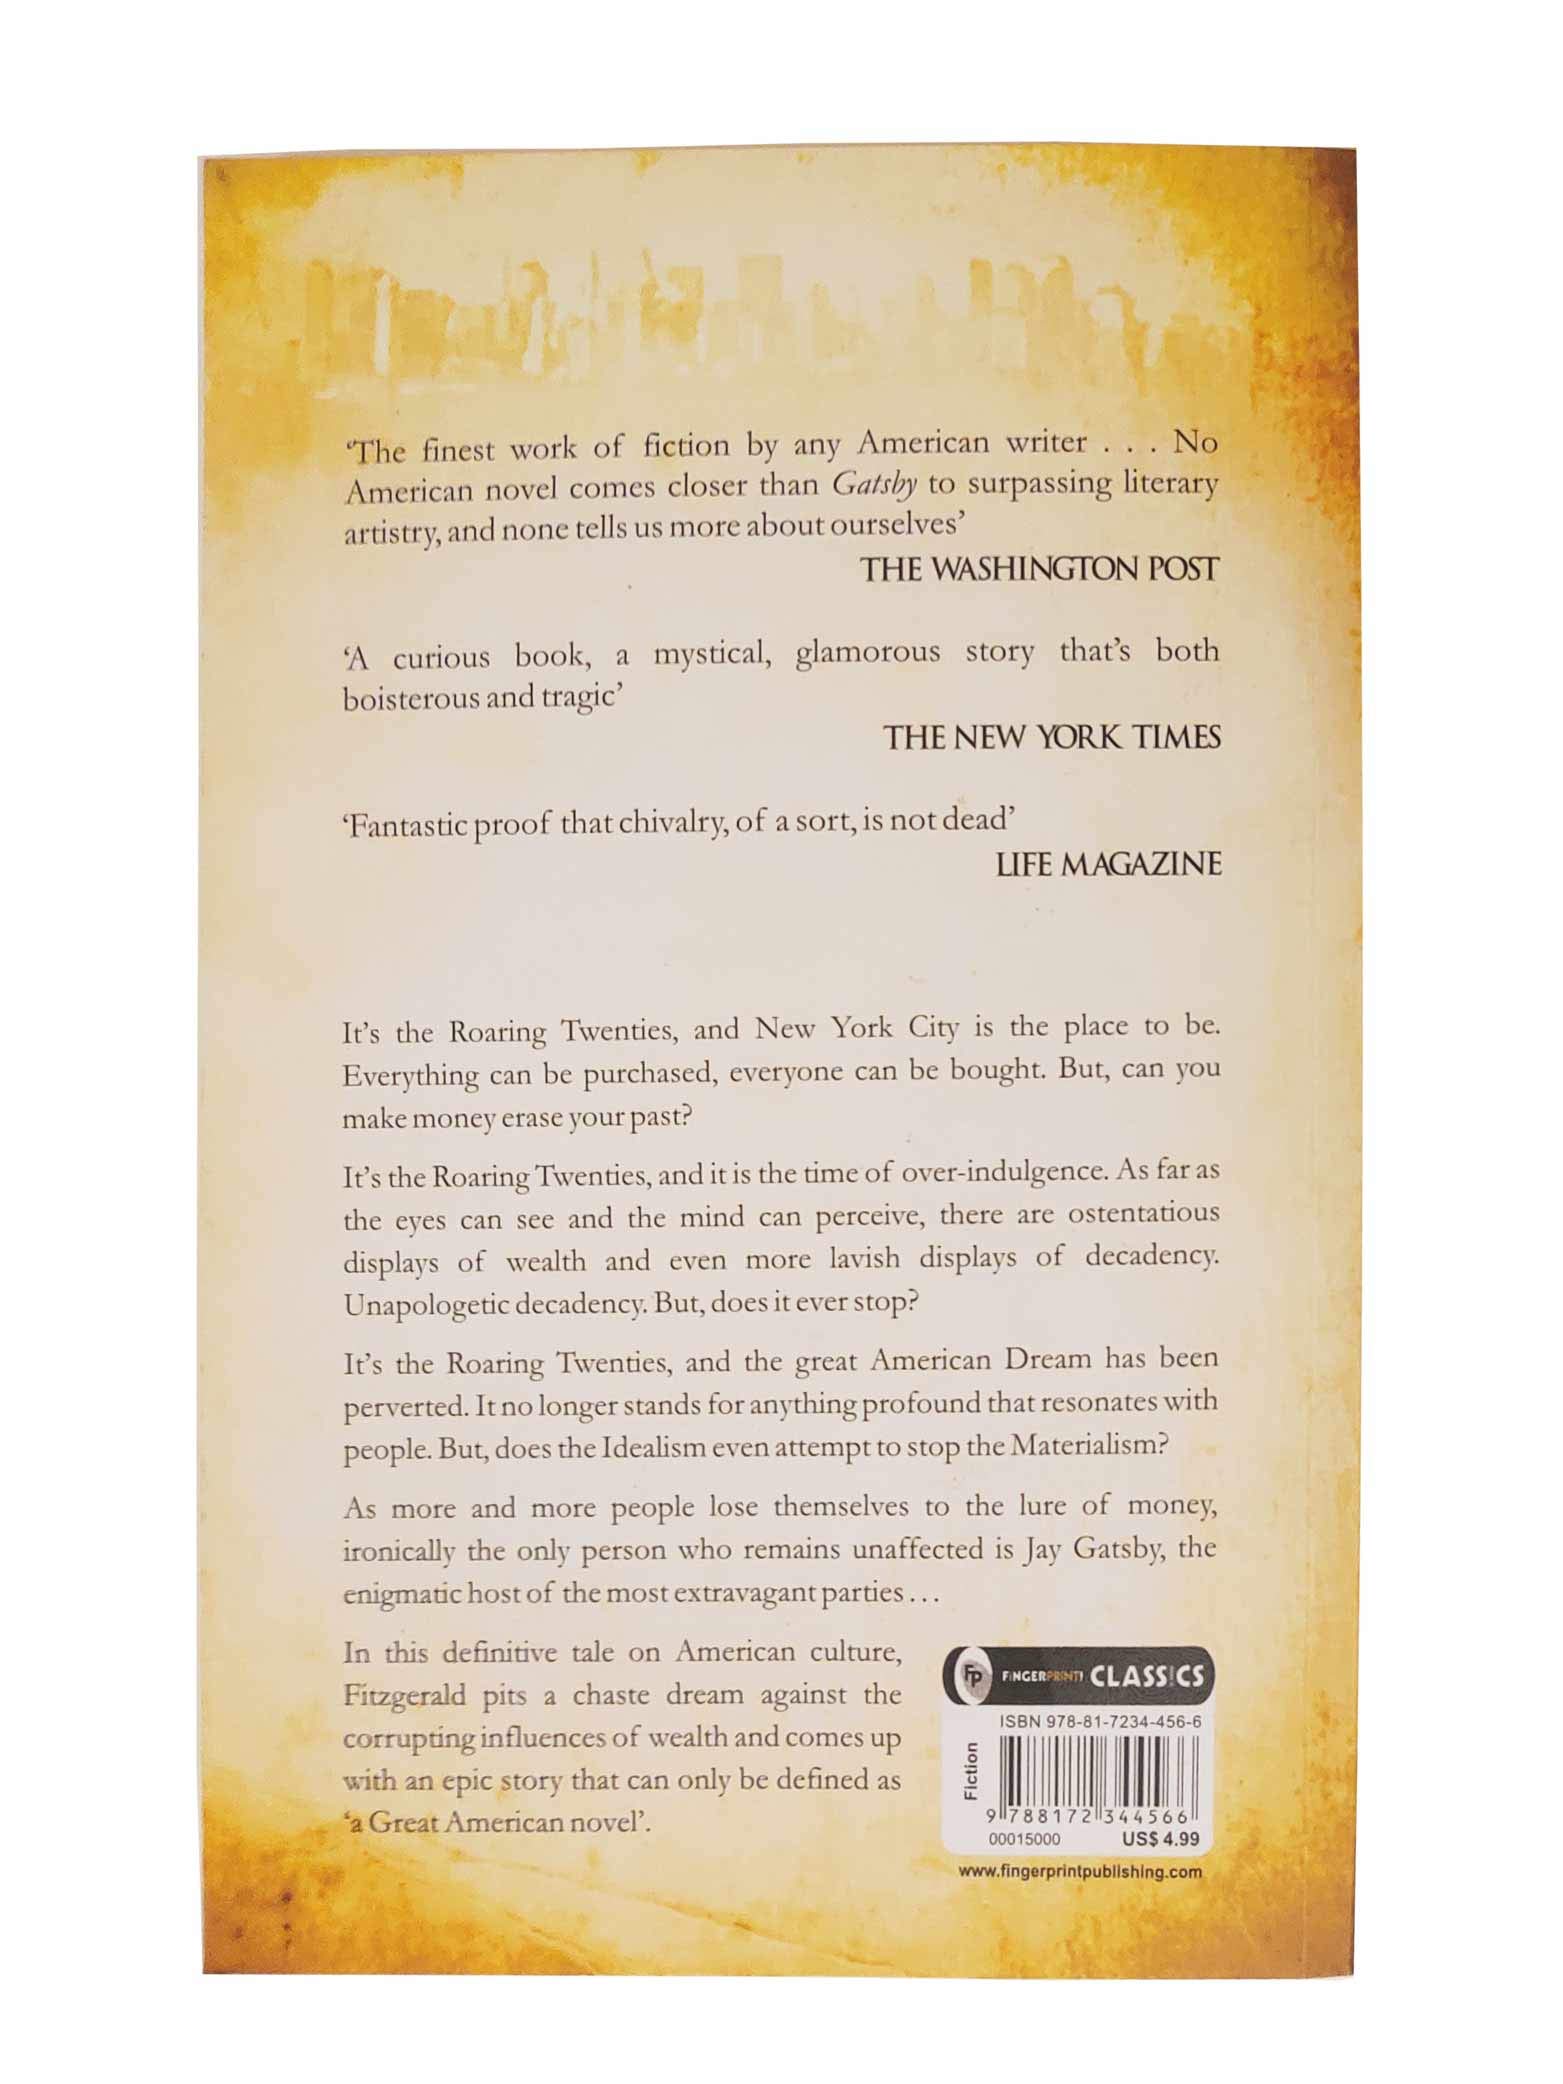 ‘The finest work of fiction by any American writer . . . No
American novel comes closer than Gatsby to surpassing literary
artistry, and none tells us more about ourselves’
THE WASHINGTON POST
‘A curious book, a mystical, glamorous story that’s both
boisterous and tragic’
THE NEW YORK TIMES
‘Fantastic proof that chivalry, of a sort, is not dead’
LIFE MAGAZINE
It’s the Roaring Twenties, and New York City is the place to be.
Everything can be purchased, everyone can be bought. But, can you
make money erase your past?
It’s the Roaring Twenties, and it is the time of over-indulgence. As far as
the eyes can see and the mind can perceive, there are ostentatious
displays of wealth and even more lavish displays of decadency.
Unapologetic decadency. But, does it ever stop?
It’s the Roaring Twenties, and the great American Dream has been
perverted. It no longer stands for anything profound that resonates with
people. But, does the Idealism even attempt to stop the Materialism?
As more and more people lose themselves to the lure of money,
ironically the only person who remains unaffected is Jay Gatsby, the
enigmatic host of the most extravagant parties . . .
In this definitive tale on American culture,
Fitzgerald pits a chaste dream against the
corrupting influences of wealth and comes up
with an epic story that can only be defined as
‘a Great American novel’.
FP FiNGERPRINT! CLASS!CS
ISBN 978-81-7234-456-6
Fiction
9 788172 344566
00015000 US$ 4.99
www.fingerprintpublishing.com